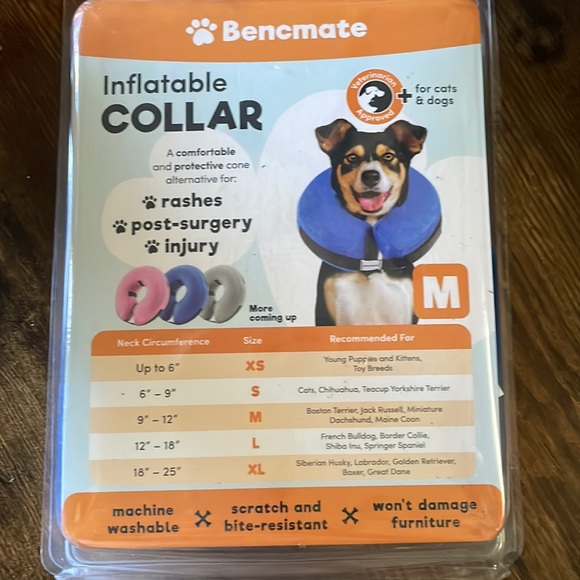 Bencmate
Inflatable
COLLAR
Veterinarian
Approved
+ for cats
& dogs
A comfortable
and protective cone
alternative for:
rashes
post-surgery
injury
More
coming up
M
Neck Circumference Size Recommended For
Up to 6" XS Young Puppies and Kittens,
Toy Breeds
6" – 9" S Cats, Chihuahua, Teacup Yorkshire Terrier
9" – 12" M Boston Terrier, Jack Russell, Miniature
Dachshund, Maine Coon
12" – 18" L French Bulldog, Border Collie,
Shiba Inu, Springer Spaniel
18" – 25" XL Siberian Husky, Labrador, Golden Retriever,
Boxer, Great Dane
machine
washable
scratch and
bite-resistant
won't damage
furniture